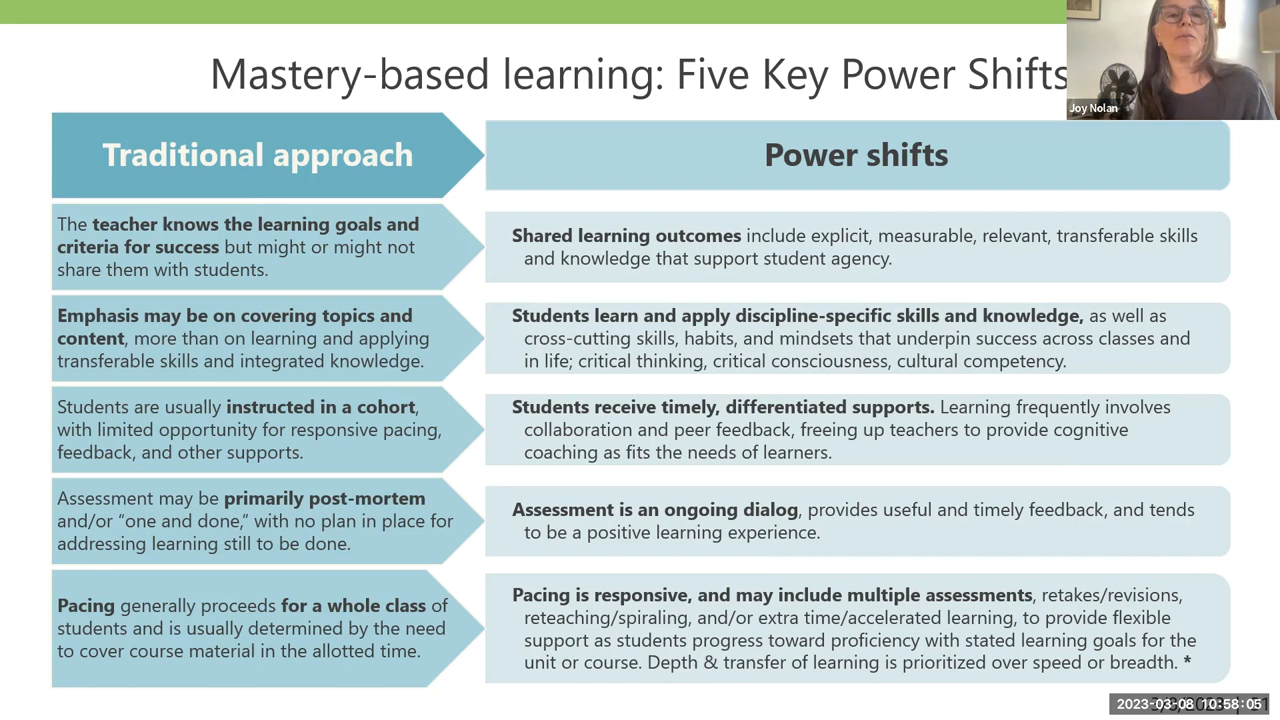 Mastery-based learning: Five Key Power Shifts
Joy Nolan
Traditional approach
Power shifts
The teacher knows the learning goals and
criteria for success but might or might not
share them with students.
Shared learning outcomes include explicit, measurable, relevant, transferable skills
and knowledge that support student agency.
Emphasis may be on covering topics and
content, more than on learning and applying
transferable skills and integrated knowledge.
Students learn and apply discipline-specific skills and knowledge, as well as
cross-cutting skills, habits, and mindsets that underpin success across classes and
in life; critical thinking, critical consciousness, cultural competency.
Students are usually instructed in a cohort,
with limited opportunity for responsive pacing,
feedback, and other supports.
Students receive timely, differentiated supports. Learning frequently involves
collaboration and peer feedback, freeing up teachers to provide cognitive
coaching as fits the needs of learners.
Assessment may be primarily post-mortem
and/or “one and done,” with no plan in place for
addressing learning still to be done.
Assessment is an ongoing dialog, provides useful and timely feedback, and tends
to be a positive learning experience.
Pacing generally proceeds for a whole class of
students and is usually determined by the need
to cover course material in the allotted time.
Pacing is responsive, and may include multiple assessments, retakes/revisions,
reteaching/spiraling, and/or extra time/accelerated learning, to provide flexible
support as students progress toward proficiency with stated learning goals for the
unit or course. Depth & transfer of learning is prioritized over speed or breadth. *
2023-03-08 10:58:05